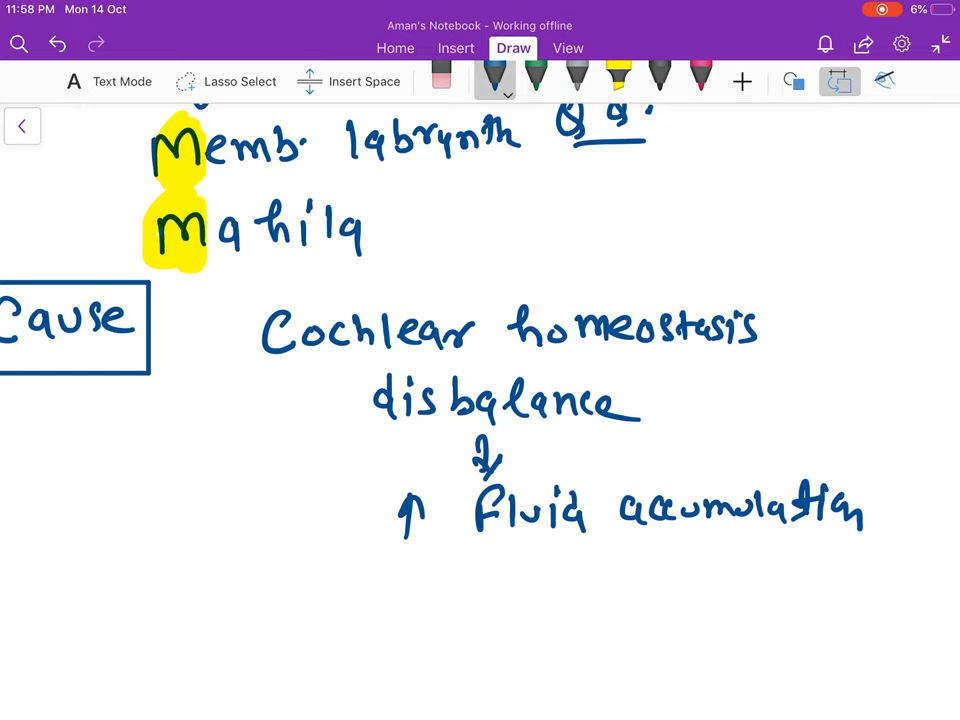 11:58 PM Mon 14 Oct 6%
Aman's Notebook - Working offline
Home Insert Draw View
Text Mode Lasso Select Insert Space
Memb. labrynth QQ.
Mahila
Cause
Cochlear homeostasis
disbalance
↓
↑ Fluid accumulation